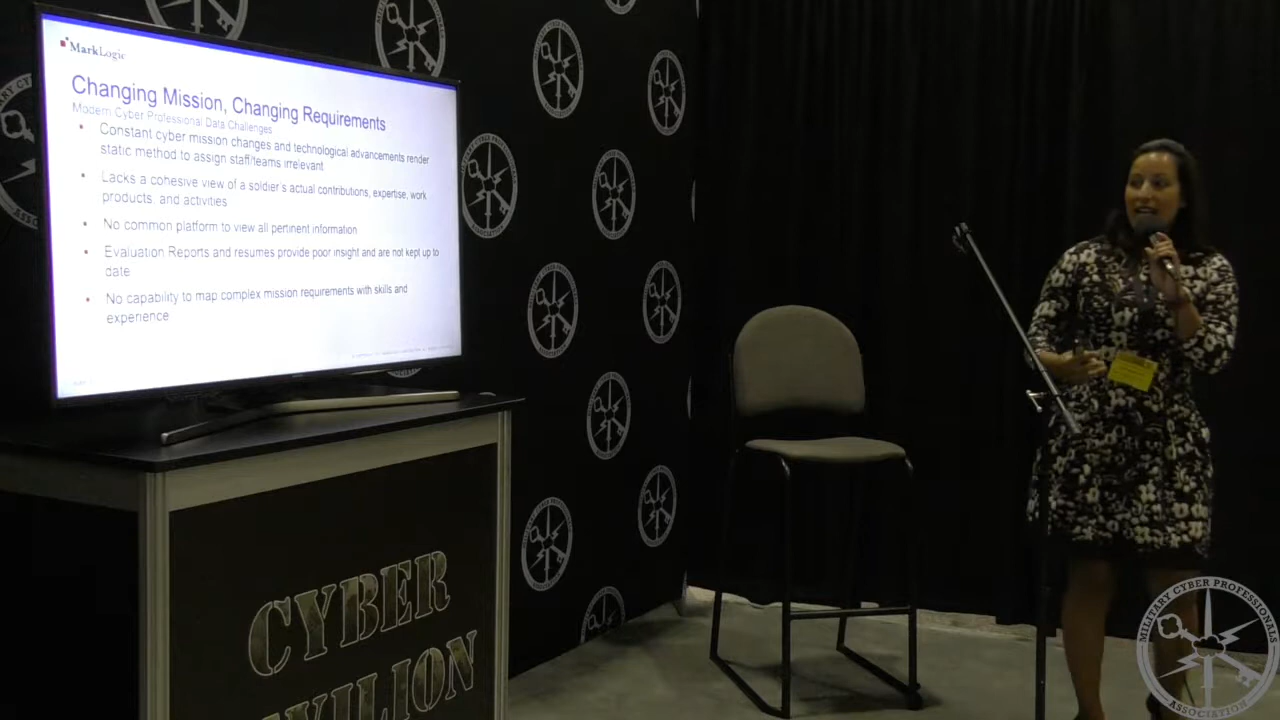 MarkLogic
Changing Mission, Changing Requirements
Modern Cyber Professional Data Challenges
• Constant cyber mission changes and technological advancements render
static method to assign staff/teams irrelevant
• Lacks a cohesive view of a soldier's actual contributions, expertise, work
products, and activities
• No common platform to view all pertinent information
• Evaluation Reports and resumes provide poor insight and are not kept up to
date
• No capability to map complex mission requirements with skills and
experience
CYBER
PAVILION
MILITARY CYBER PROFESSIONALS
ASSOCIATION